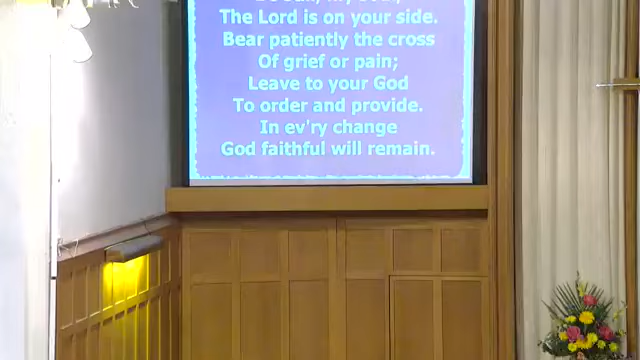 The Lord is on your side.
Bear patiently the cross
Of grief or pain;
Leave to your God
To order and provide.
In ev'ry change
God faithful will remain.